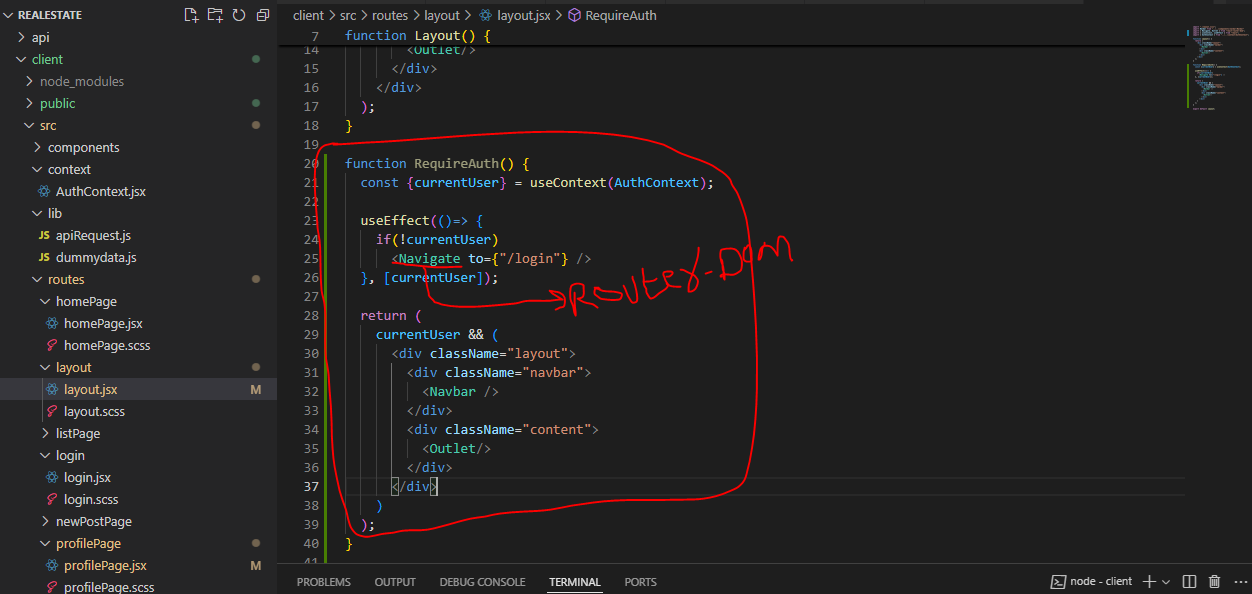 REALESTATE
api
client
node_modules
public
src
components
context
AuthContext.jsx
lib
JS apiRequest.js
JS dummydata.js
routes
homePage
homePage.jsx
homePage.scss
layout
layout.jsx M
layout.scss
listPage
login
login.jsx
login.scss
newPostPage
profilePage
profilePage.jsx M
profilePage.scss
client > src > routes > layout > layout.jsx > RequireAuth
7 function Layout() {
14 <Outlet/>
15 </div>
16 </div>
17 );
18 }
19
20 function RequireAuth() {
21 const {currentUser} = useContext(AuthContext);
22
23 useEffect(()=> {
24 if(!currentUser)
25 <Navigate to={"/login"} />
26 }, [currentUser]);
27
28 return (
29 currentUser && (
30 <div className="layout">
31 <div className="navbar">
32 <Navbar />
33 </div>
34 <div className="content">
35 <Outlet/>
36 </div>
37 </div>
38 )
39 );
40 }
41
Router-Dom
PROBLEMS OUTPUT DEBUG CONSOLE TERMINAL PORTS
node - client